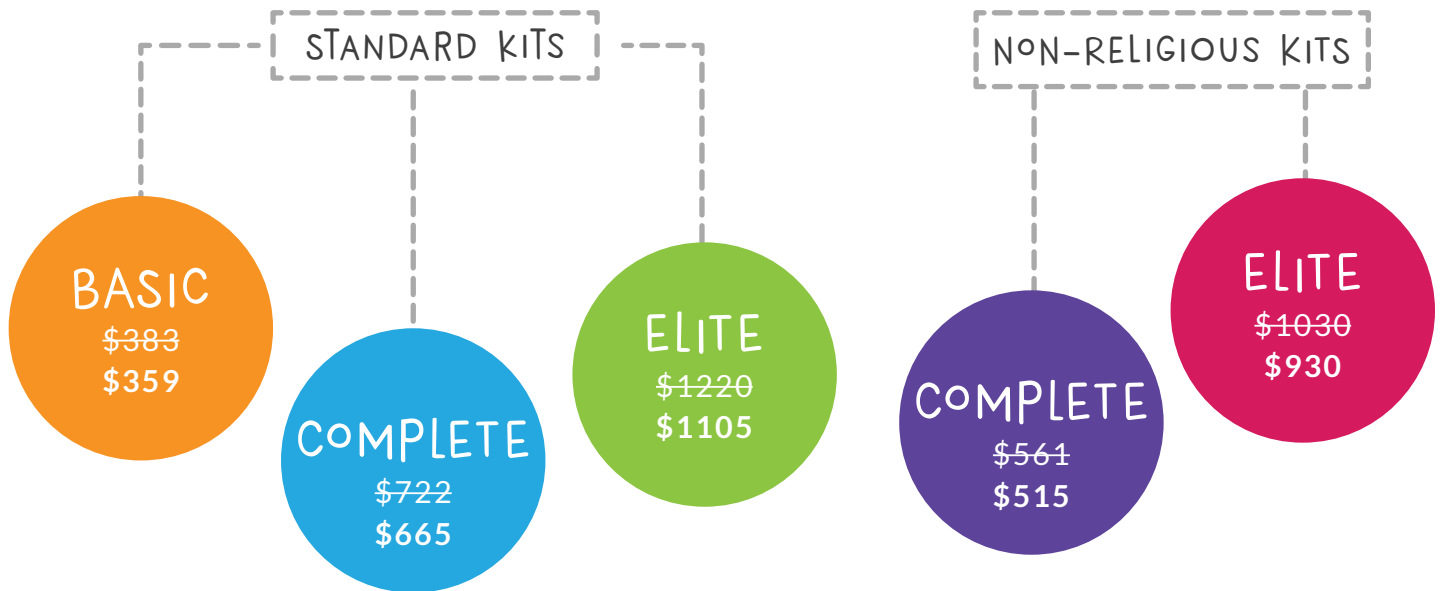 STANDARD KITS
BASIC
$383
$359
COMPLETE
$722
$665
ELITE
$1220
$1105
NON-RELIGIOUS KITS
COMPLETE
$561
$515
ELITE
$1030
$930